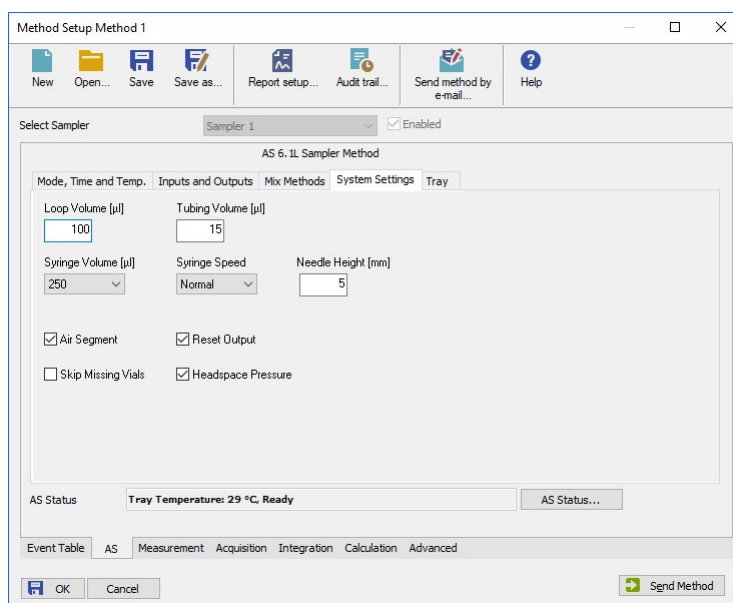 Method Setup Method 1
New Open... Save Save as... Report setup... Audit trail... Send method by e-mail... Help
Select Sampler Sampler 1 Enabled
AS 6.1L Sampler Method
Mode, Time and Temp. Inputs and Outputs Mix Methods System Settings Tray
Loop Volume [µl] Tubing Volume [µl]
100 15
Syringe Volume [µl] Syringe Speed Needle Height [mm]
250 Normal 5
Air Segment Reset Output
Skip Missing Vials Headspace Pressure
AS Status Tray Temperature: 29 °C, Ready AS Status...
Event Table AS Measurement Acquisition Integration Calculation Advanced
OK Cancel Send Method